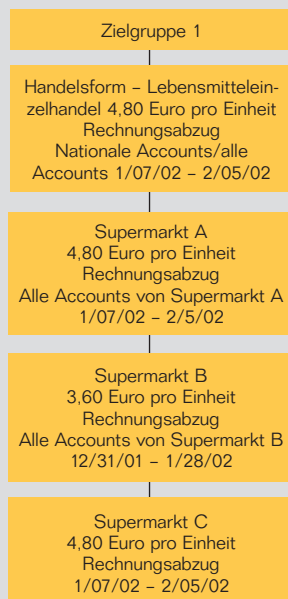 Zielgruppe 1
Handelsform – Lebensmittelein-
zelhandel 4,80 Euro pro Einheit
Rechnungsabzug
Nationale Accounts/alle
Accounts 1/07/02 – 2/05/02
Supermarkt A
4,80 Euro pro Einheit
Rechnungsabzug
Alle Accounts von Supermarkt A
1/07/02 – 2/5/02
Supermarkt B
3,60 Euro pro Einheit
Rechnungsabzug
Alle Accounts von Supermarkt B
12/31/01 – 1/28/02
Supermarkt C
4,80 Euro pro Einheit
Rechnungsabzug
1/07/02 – 2/05/02